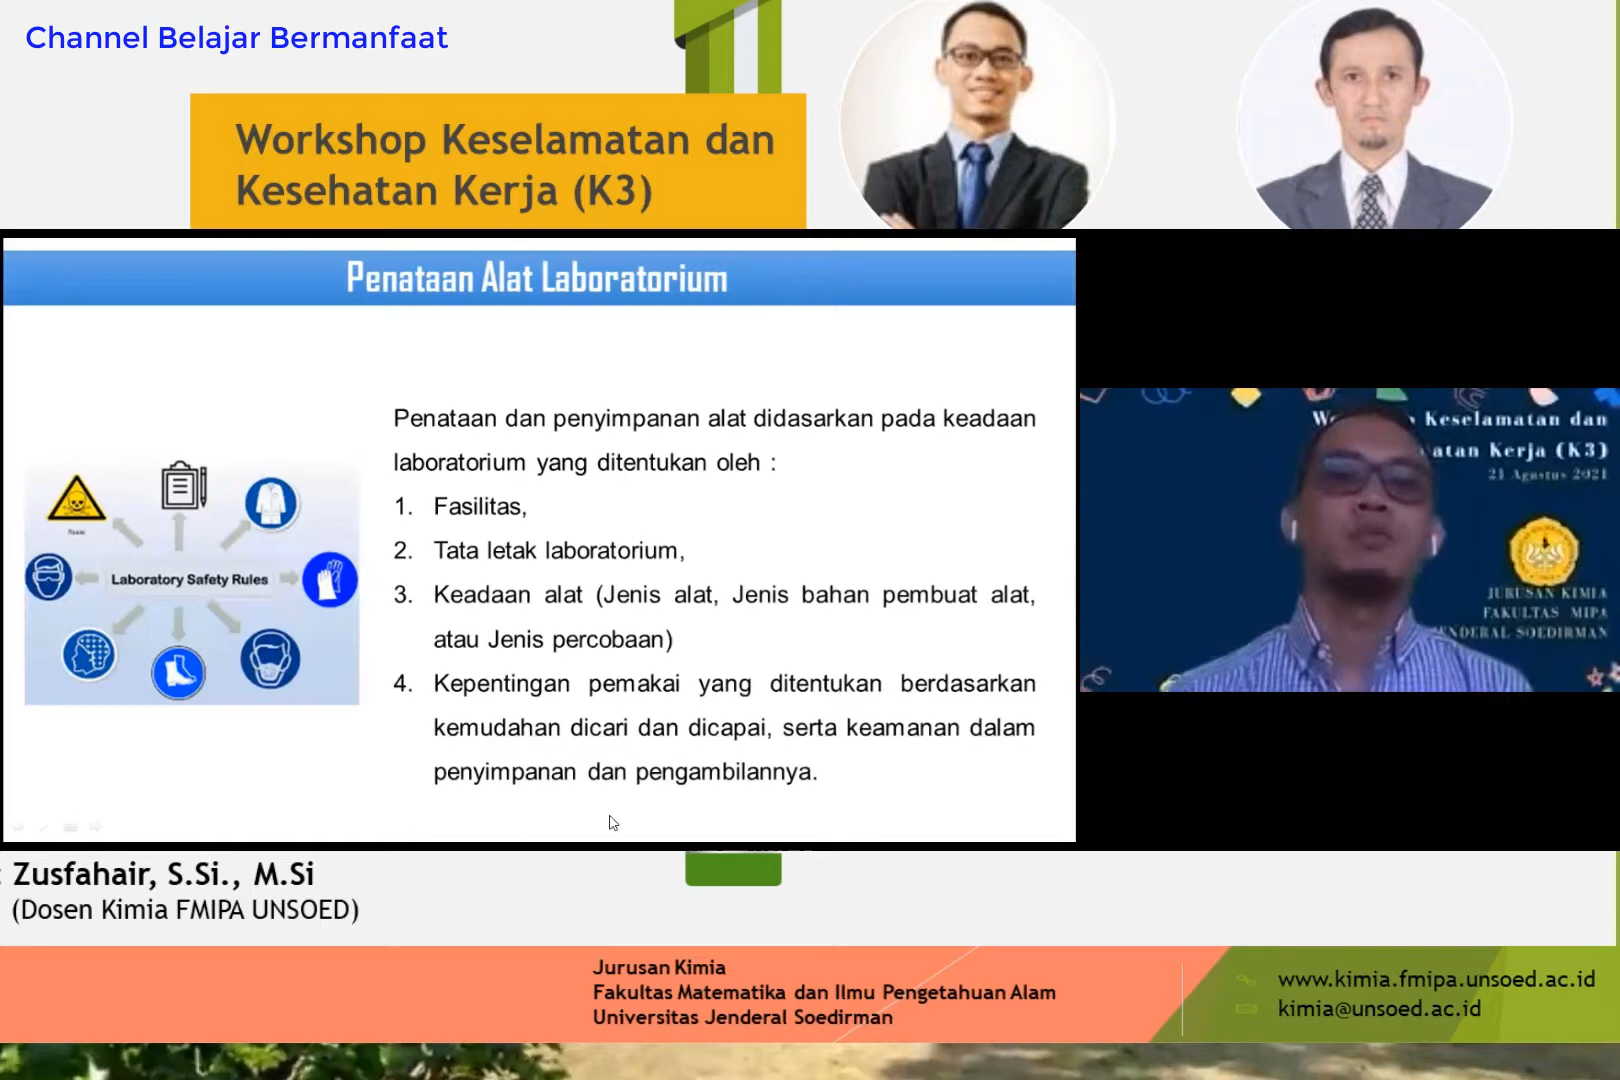 Channel Belajar Bermanfaat
Workshop Keselamatan dan
Kesehatan Kerja (K3)
Penataan Alat Laboratorium
Penataan dan penyimpanan alat didasarkan pada keadaan
laboratorium yang ditentukan oleh :
1. Fasilitas,
2. Tata letak laboratorium,
3. Keadaan alat (Jenis alat, Jenis bahan pembuat alat,
atau Jenis percobaan)
4. Kepentingan pemakai yang ditentukan berdasarkan
kemudahan dicari dan dicapai, serta keamanan dalam
penyimpanan dan pengambilannya.
Toxic
Laboratory Safety Rules
Keselamatan dan
Kerja (K3)
21 Agustus 2021
JURUSAN KIMIA
FAKULTAS MIPA
SOEDIRMAN
: Zusfahair, S.Si., M.Si
(Dosen Kimia FMIPA UNSOED)
Jurusan Kimia
Fakultas Matematika dan Ilmu Pengetahuan Alam
Universitas Jenderal Soedirman
www.kimia.fmipa.unsoed.ac.id
kimia@unsoed.ac.id